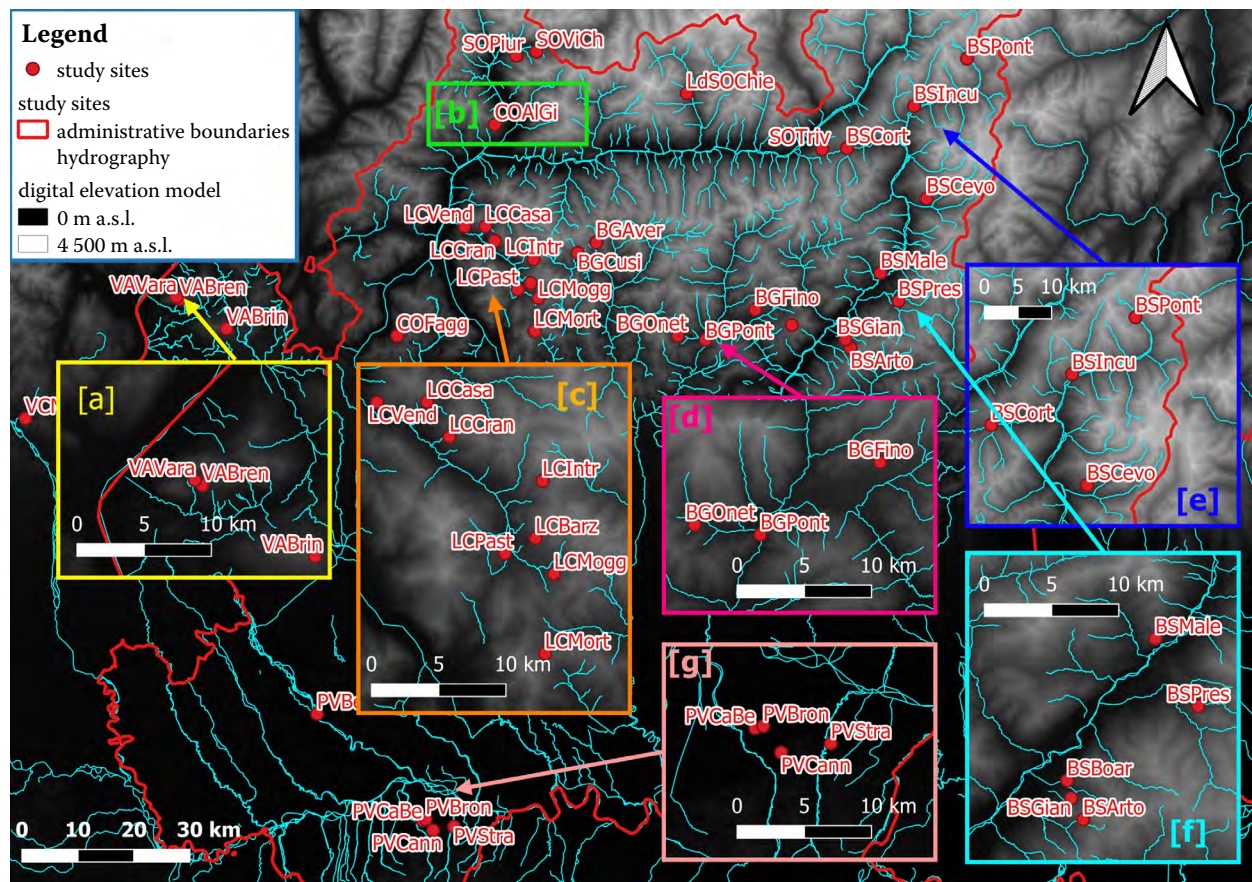 Legend
study sites
study sites
administrative boundaries
hydrography
digital elevation model
0 m a.s.l.
4 500 m a.s.l.
SOPiur
SOViCh
BSPont
LdSOChie
[b]
COAlGi
BSIncu
SOTriv
BSCort
BSCevo
LCVend
LCCasa
LCCran
LCIntr
BGAver
BGCusi
LCPast
LCMogg
LCMort
COFagg
BGOnet
BGPont
BGFino
BSMale
BSPres
BSGian
BSArto
VAVara
VABren
VABrin
[a]
VAVara
VABren
VABrin
0 5 10 km
[c]
LCCasa
LCVend
LCCran
LCIntr
LCBarz
LCPast
LCMogg
LCMort
0 5 10 km
[d]
BGFino
BGOnet
BGPont
0 5 10 km
0 5 10 km
BSPont
BSIncu
BSCort
BSCevo
[e]
0 5 10 km
BSMale
BSPres
BSBoar
BSGian
BSArto
[f]
[g]
PVCaBe
PVBron
PVStra
PVCann
0 5 10 km
PVCaBe
PVBron
PVCann
PVStra
0 10 20 30 km